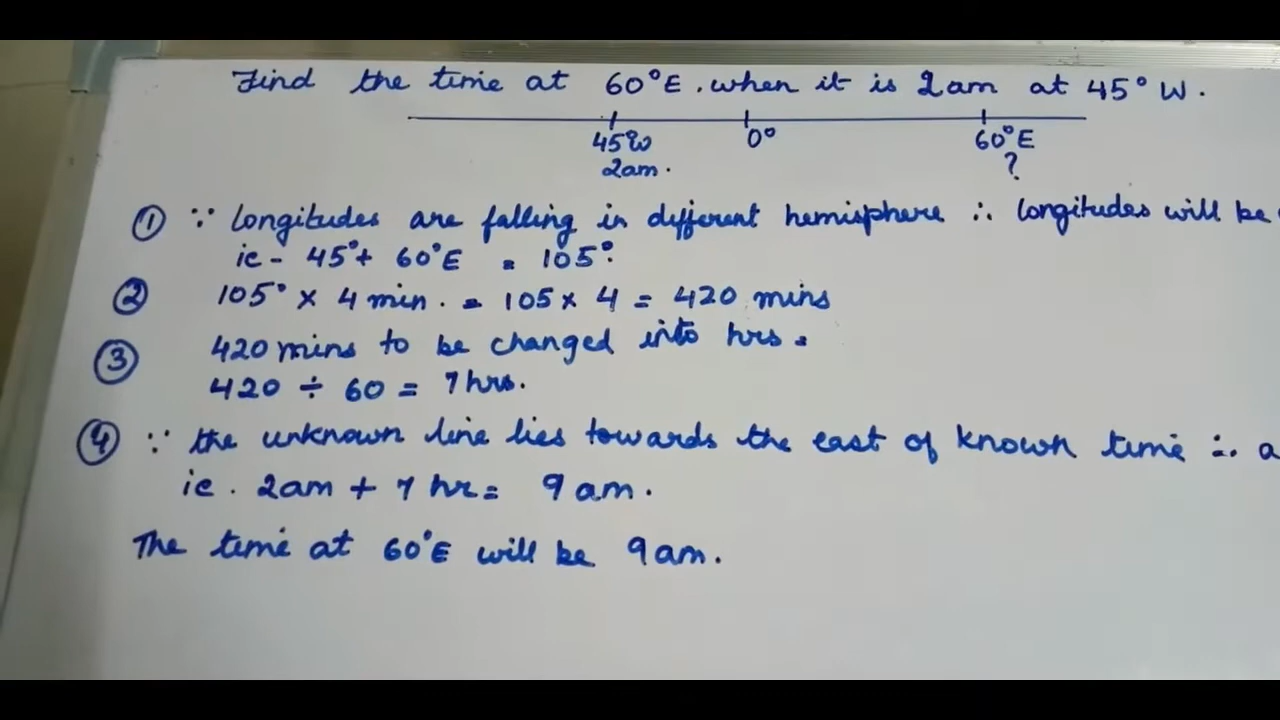 Find the time at 60°E. when it is 2am at 45° W.
45°W 0° 60°E
2am. ?
① ∵ longitudes are falling in different hemisphere ∴ longitudes will be
ie - 45°+ 60°E = 105°.
② 105° × 4 min. = 105 × 4 = 420 mins
③ 420 mins to be changed into hrs.
420 ÷ 60 = 7 hrs.
④ ∵ the unknown line lies towards the east of known time ∴
ie. 2am + 7 hr = 9 am.
The time at 60°E will be 9am.